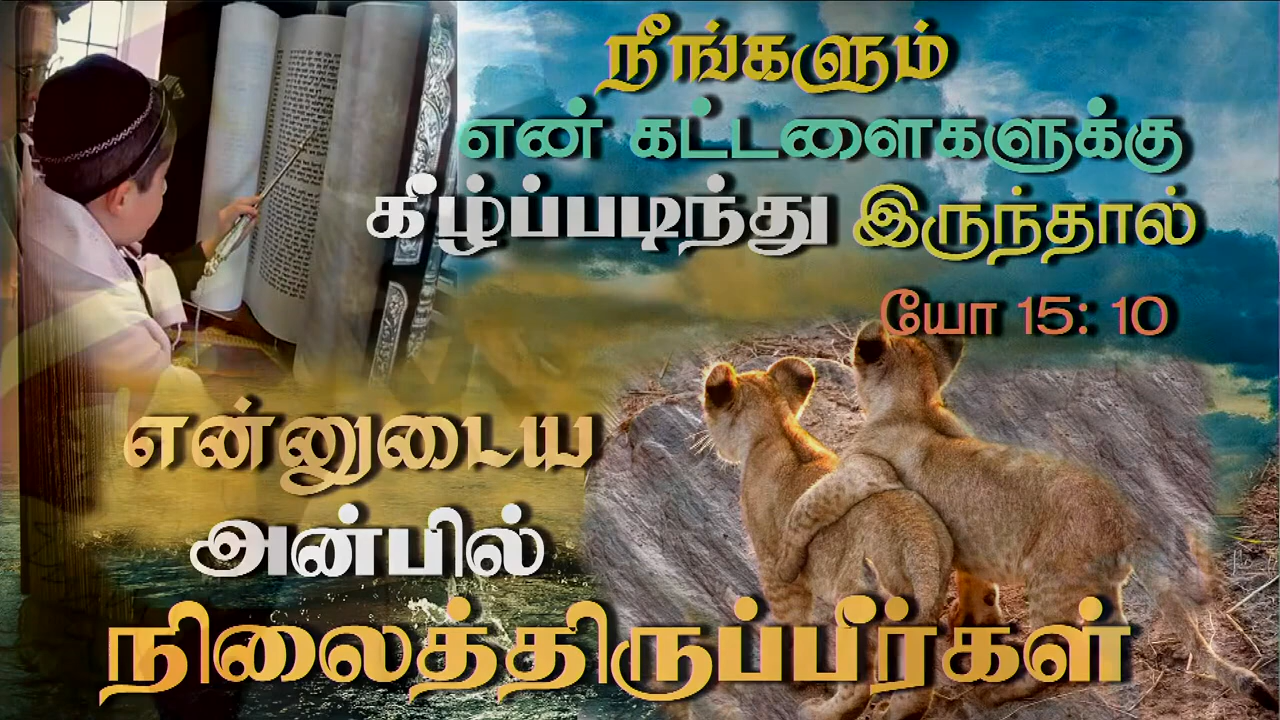 நீங்களும்
என் கட்டளைகளுக்கு
கீழ்ப்படிந்து இருந்தால்
யோ 15: 10
என்னுடைய
அன்பில்
நிலைத்திருப்பீர்கள்